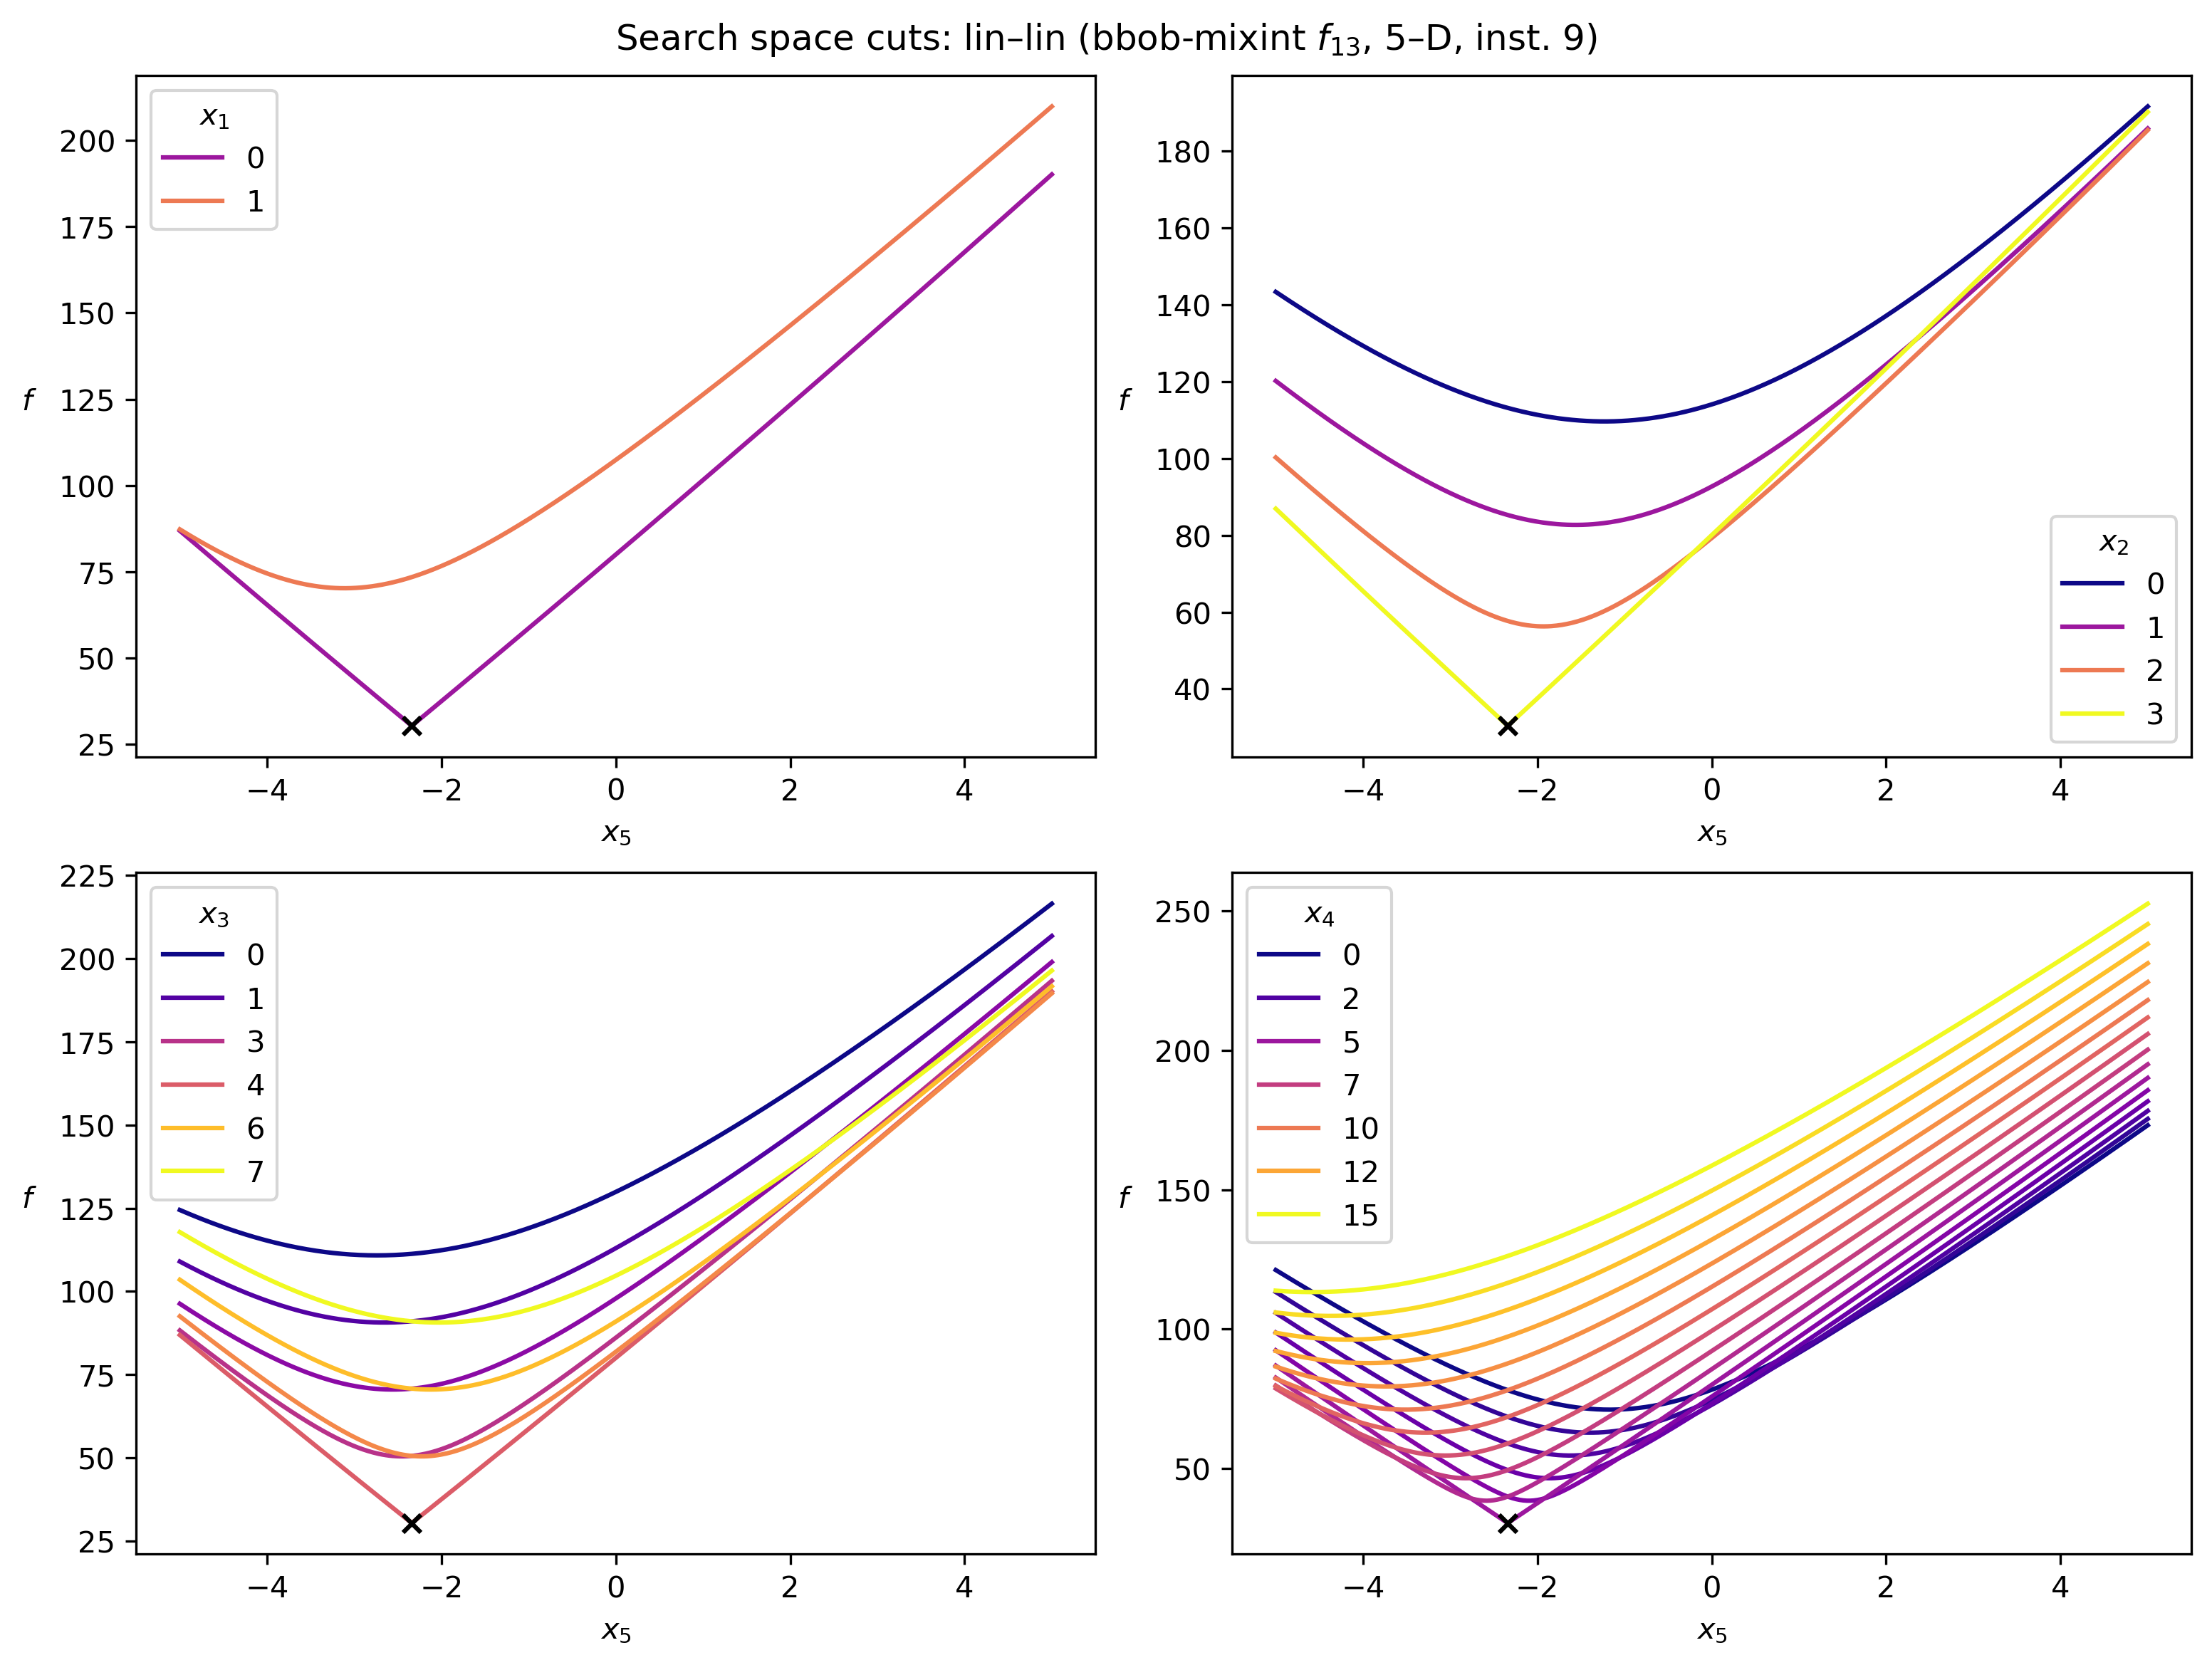 Search space cuts: lin–lin (bbob-mixint f13, 5–D, inst. 9)
x1
0
1
200
175
150
125
100
75
50
25
f
−4 −2 0 2 4
x5
x2
0
1
2
3
180
160
140
120
100
80
60
40
f
−4 −2 0 2 4
x5
x3
0
1
3
4
6
7
225
200
175
150
125
100
75
50
25
f
−4 −2 0 2 4
x5
x4
0
2
5
7
10
12
15
250
200
150
100
50
f
−4 −2 0 2 4
x5